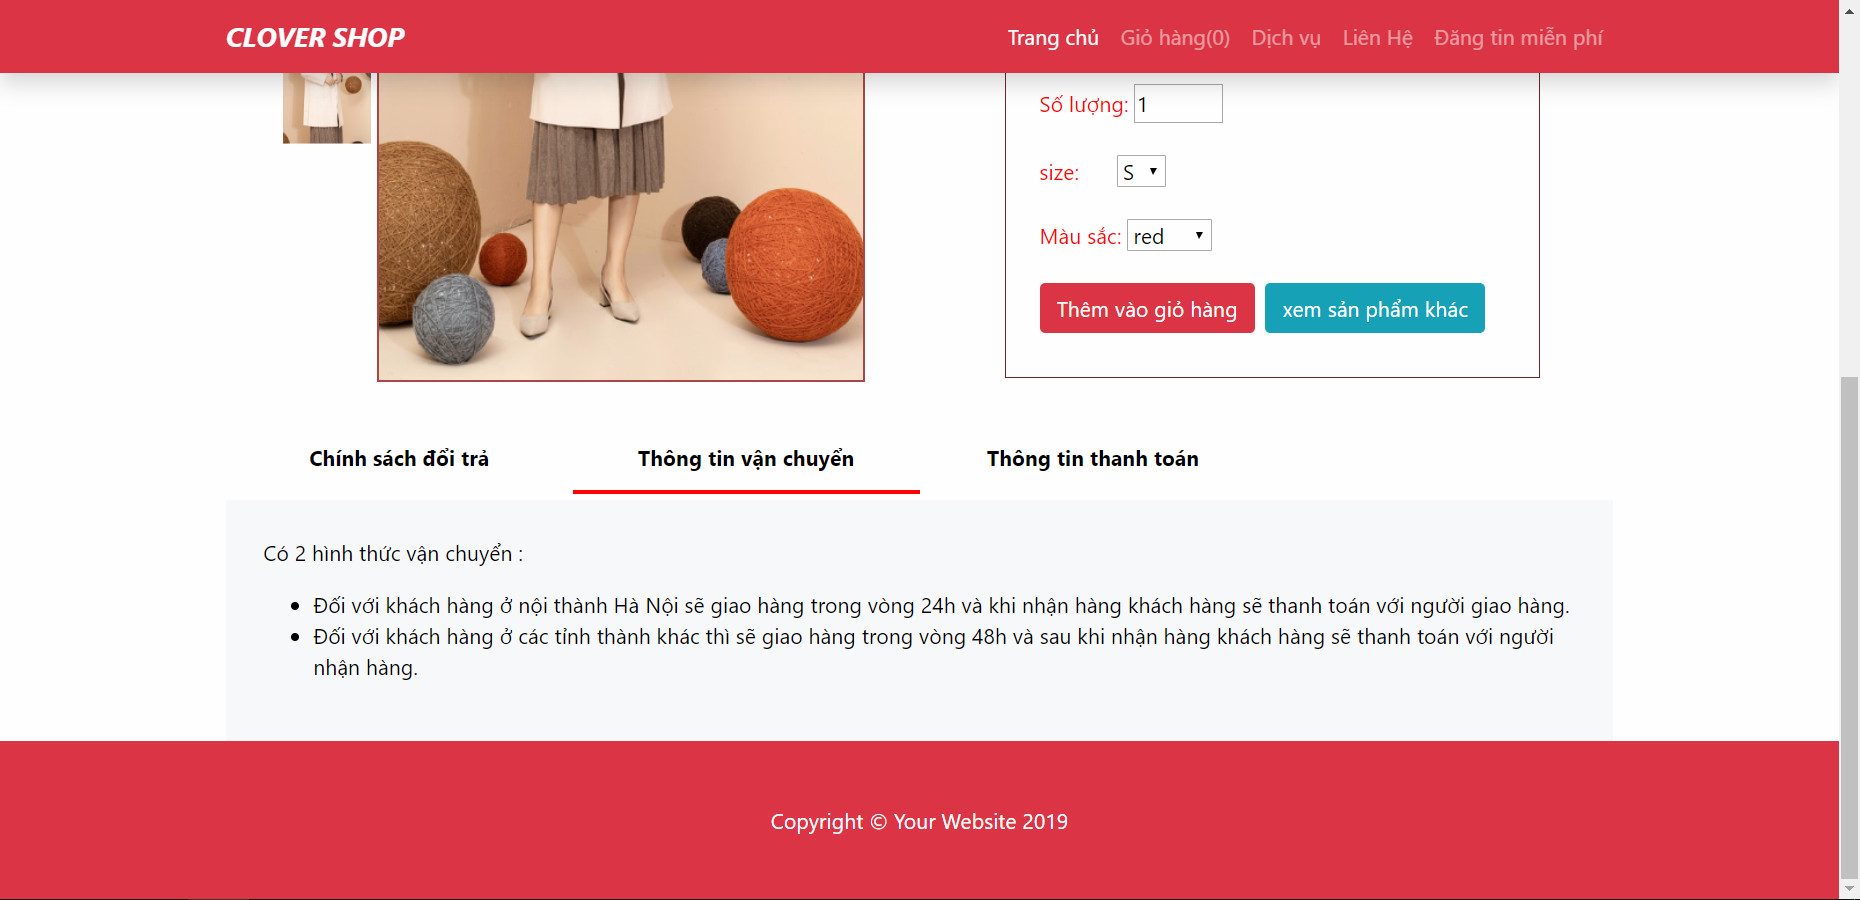 CLOVER SHOP
Trang chủ Giỏ hàng(0) Dịch vụ Liên Hệ Đăng tin miễn phí
Số lượng: 1
size: S
Màu sắc: red
Thêm vào giỏ hàng xem sản phẩm khác
Chính sách đổi trả Thông tin vận chuyển Thông tin thanh toán
Có 2 hình thức vận chuyển :
Đối với khách hàng ở nội thành Hà Nội sẽ giao hàng trong vòng 24h và khi nhận hàng khách hàng sẽ thanh toán với người giao hàng.
Đối với khách hàng ở các tỉnh thành khác thì sẽ giao hàng trong vòng 48h và sau khi nhận hàng khách hàng sẽ thanh toán với người
nhận hàng.
Copyright © Your Website 2019